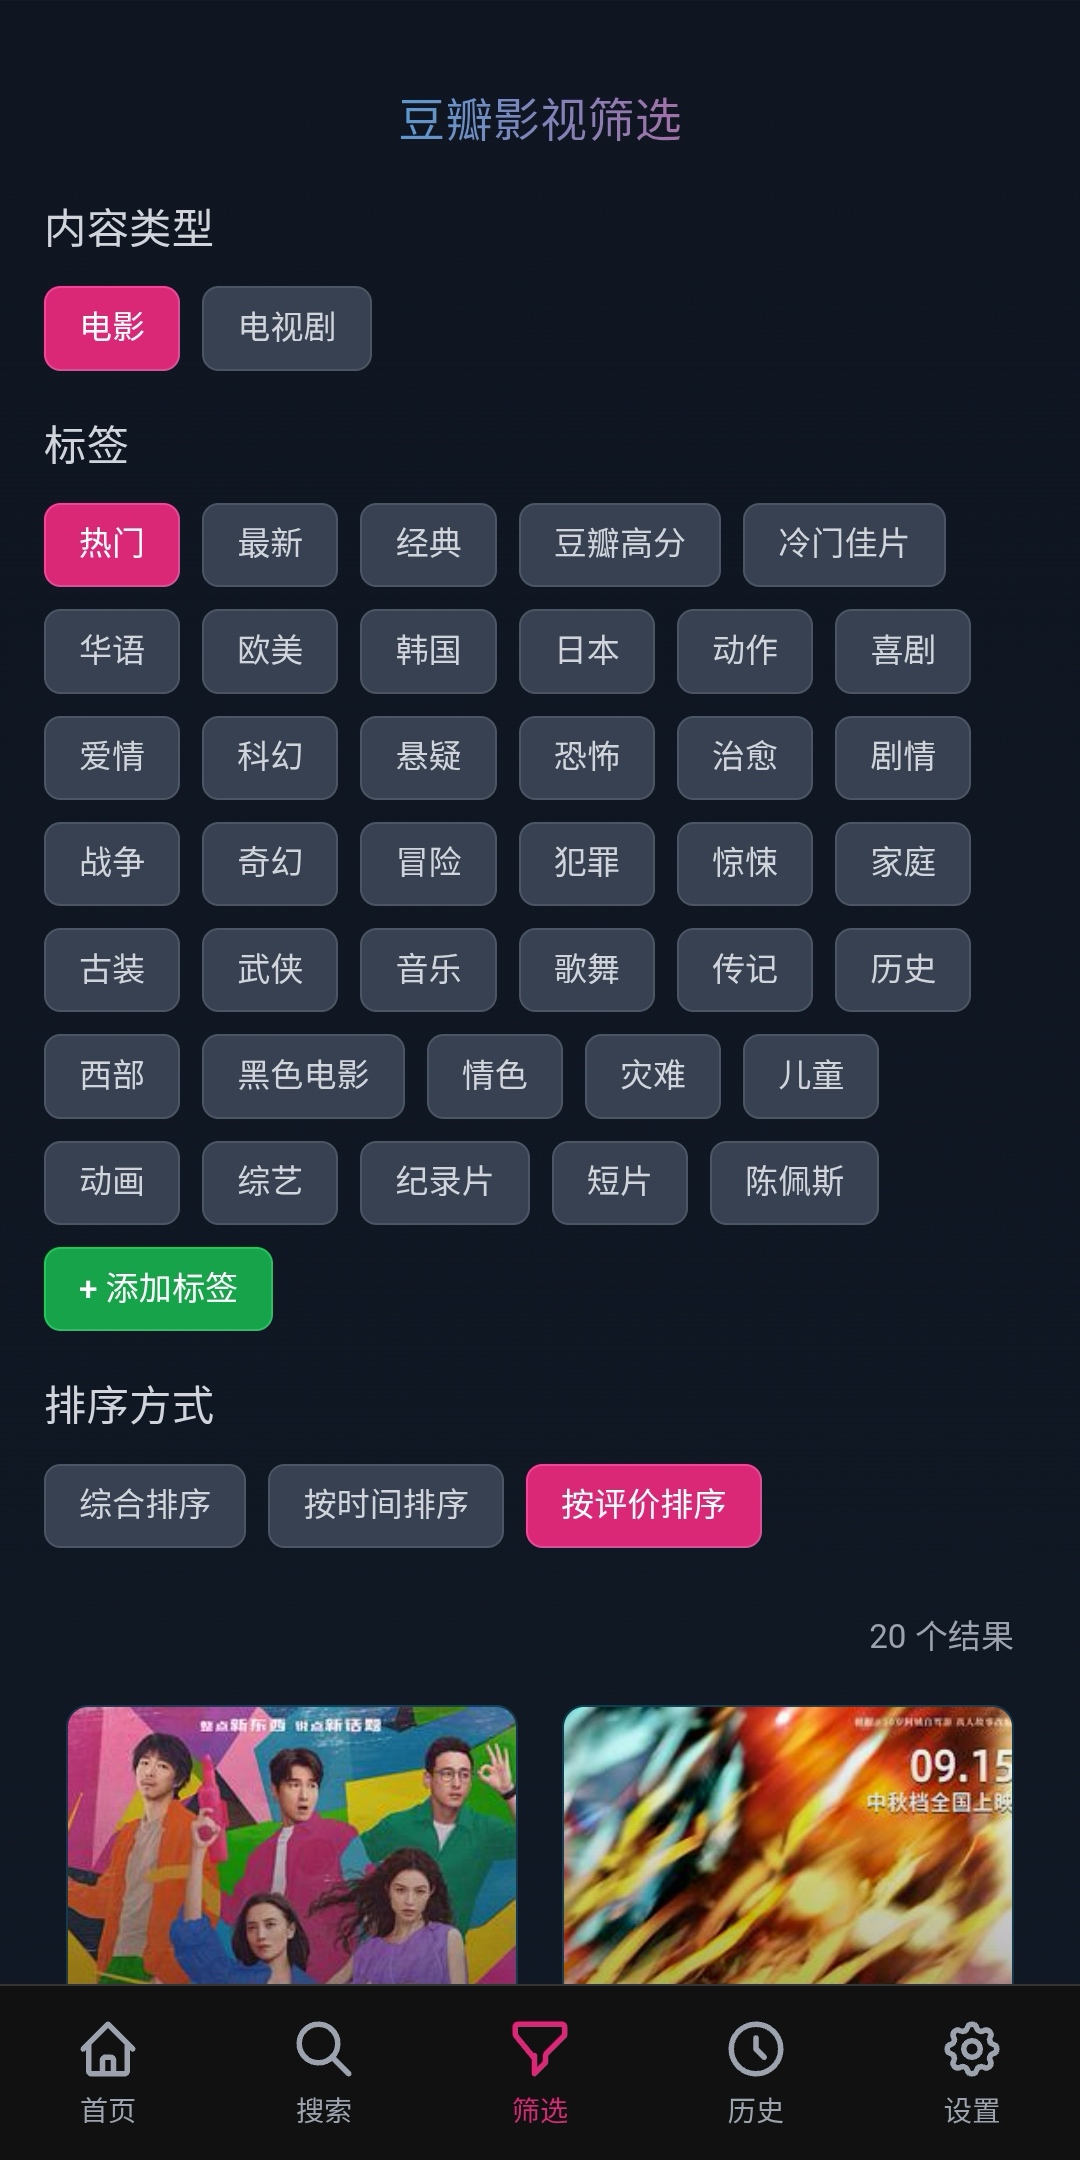 豆瓣影视筛选
内容类型
电影 电视剧
标签
热门 最新 经典 豆瓣高分 冷门佳片
华语 欧美 韩国 日本 动作 喜剧
爱情 科幻 悬疑 恐怖 治愈 剧情
战争 奇幻 冒险 犯罪 惊悚 家庭
古装 武侠 音乐 歌舞 传记 历史
西部 黑色电影 情色 灾难 儿童
动画 综艺 纪录片 短片 陈佩斯
+ 添加标签
排序方式
综合排序 按时间排序 按评价排序
20 个结果
整点新东西 说点新话题
09.15
中秋档全国上映
首页 搜索 筛选 历史 设置